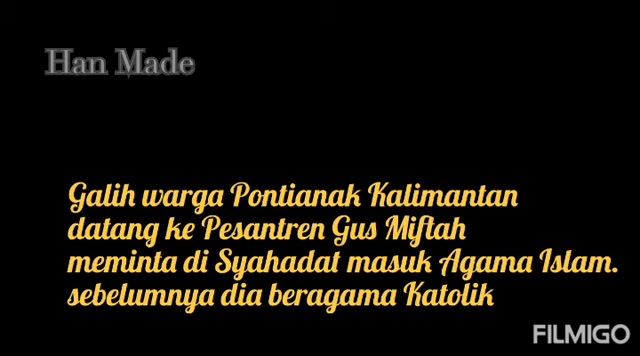 Han Made
Galih warga Pontianak Kalimantan
datang ke Pesantren Gus Miftah
meminta di Syahadat masuk Agama Islam.
sebelumnya dia beragama Katolik
FILMIGO